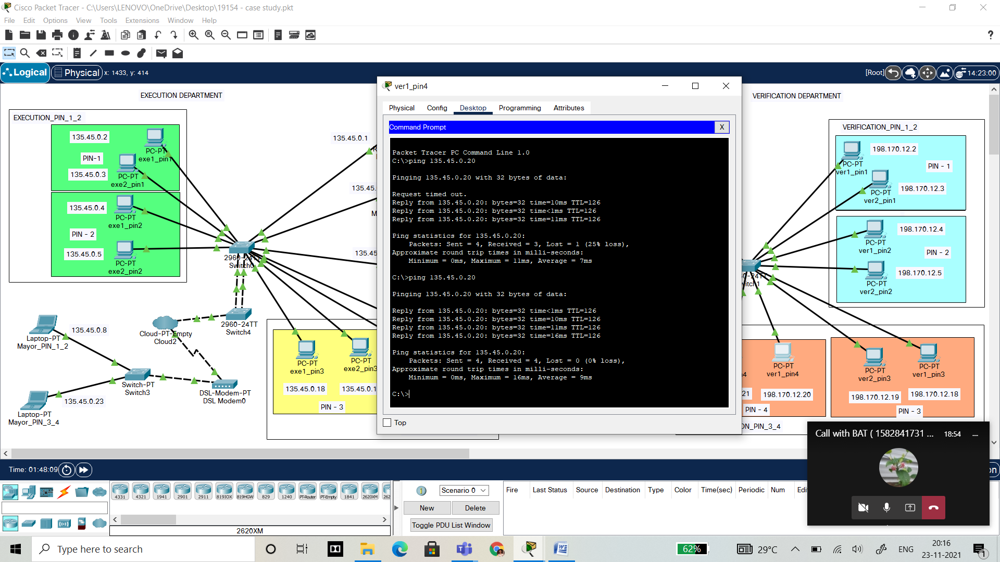 Cisco Packet Tracer - C:\Users\LENOVO\OneDrive\Desktop\19154 - case study.pkt
File Edit Options View Tools Extensions Window Help
?
Logical Physical x: 1433, y: 414
[Root] 14:23:00
EXECUTION DEPARTMENT
EXECUTION_PIN_1_2
135.45.0.2
PC-PT
exe1_pin1
PIN-1
135.45.0.3
PC-PT
exe2_pin1
135.45.0.4
PC-PT
exe1_pin2
PIN - 2
135.45.0.5
PC-PT
exe2_pin2
135.45.0.1
135.45.
M
135.45
2960-24TT
Switch0
2960-24TT
Switch4
Cloud-PT-Empty
Cloud2
135.45.0.8
Laptop-PT
Mayor_PIN_1_2
Switch-PT
Switch3
DSL-Modem-PT
DSL Modem0
135.45.0.23
Laptop-PT
Mayor_PIN_3_4
PC-PT
exe1_pin3
PC-PT
exe2_pin3
135.45.0.18
135.45.0.1
PIN - 3
ver1_pin4
Physical Config Desktop Programming Attributes
Command Prompt X
Packet Tracer PC Command Line 1.0
C:\>ping 135.45.0.20
Pinging 135.45.0.20 with 32 bytes of data:
Request timed out.
Reply from 135.45.0.20: bytes=32 time=10ms TTL=126
Reply from 135.45.0.20: bytes=32 time<1ms TTL=126
Reply from 135.45.0.20: bytes=32 time=11ms TTL=126
Ping statistics for 135.45.0.20:
Packets: Sent = 4, Received = 3, Lost = 1 (25% loss),
Approximate round trip times in milli-seconds:
Minimum = 0ms, Maximum = 11ms, Average = 7ms
C:\>ping 135.45.0.20
Pinging 135.45.0.20 with 32 bytes of data:
Reply from 135.45.0.20: bytes=32 time<1ms TTL=126
Reply from 135.45.0.20: bytes=32 time=10ms TTL=126
Reply from 135.45.0.20: bytes=32 time=11ms TTL=126
Reply from 135.45.0.20: bytes=32 time=16ms TTL=126
Ping statistics for 135.45.0.20:
Packets: Sent = 4, Received = 4, Lost = 0 (0% loss),
Approximate round trip times in milli-seconds:
Minimum = 0ms, Maximum = 16ms, Average = 9ms
C:\>
Top
VERIFICATION DEPARTMENT
VERIFICATION_PIN_1_2
198.170.12.2
PC-PT
ver1_pin1
PIN - 1
198.170.12.3
PC-PT
ver2_pin1
198.170.12.4
PC-PT
ver1_pin2
PIN - 2
198.170.12.5
PC-PT
ver2_pin2
0-24TT
witch1
PC-PT
ver1_pin4
n4
21
198.170.12.20
PIN - 4
PC-PT
ver2_pin3
PC-PT
ver1_pin3
198.170.12.19
198.170.12.18
PIN - 3
ON_PIN_3_4
Call with BAT ( 1582841731 ... 18:54
Time: 01:48:09
on
4331 4321 1941 2901 2911 819IOX 819HGW 829 1240 PT-Router PT-Empty 1841 2620XM 262
2620XM
Scenario 0
New Delete
Toggle PDU List Window
Fire Last Status Source Destination Type Color Time(sec) Periodic Num Edi
Type here to search
62%
29°C
ENG
20:16
23-11-2021
1